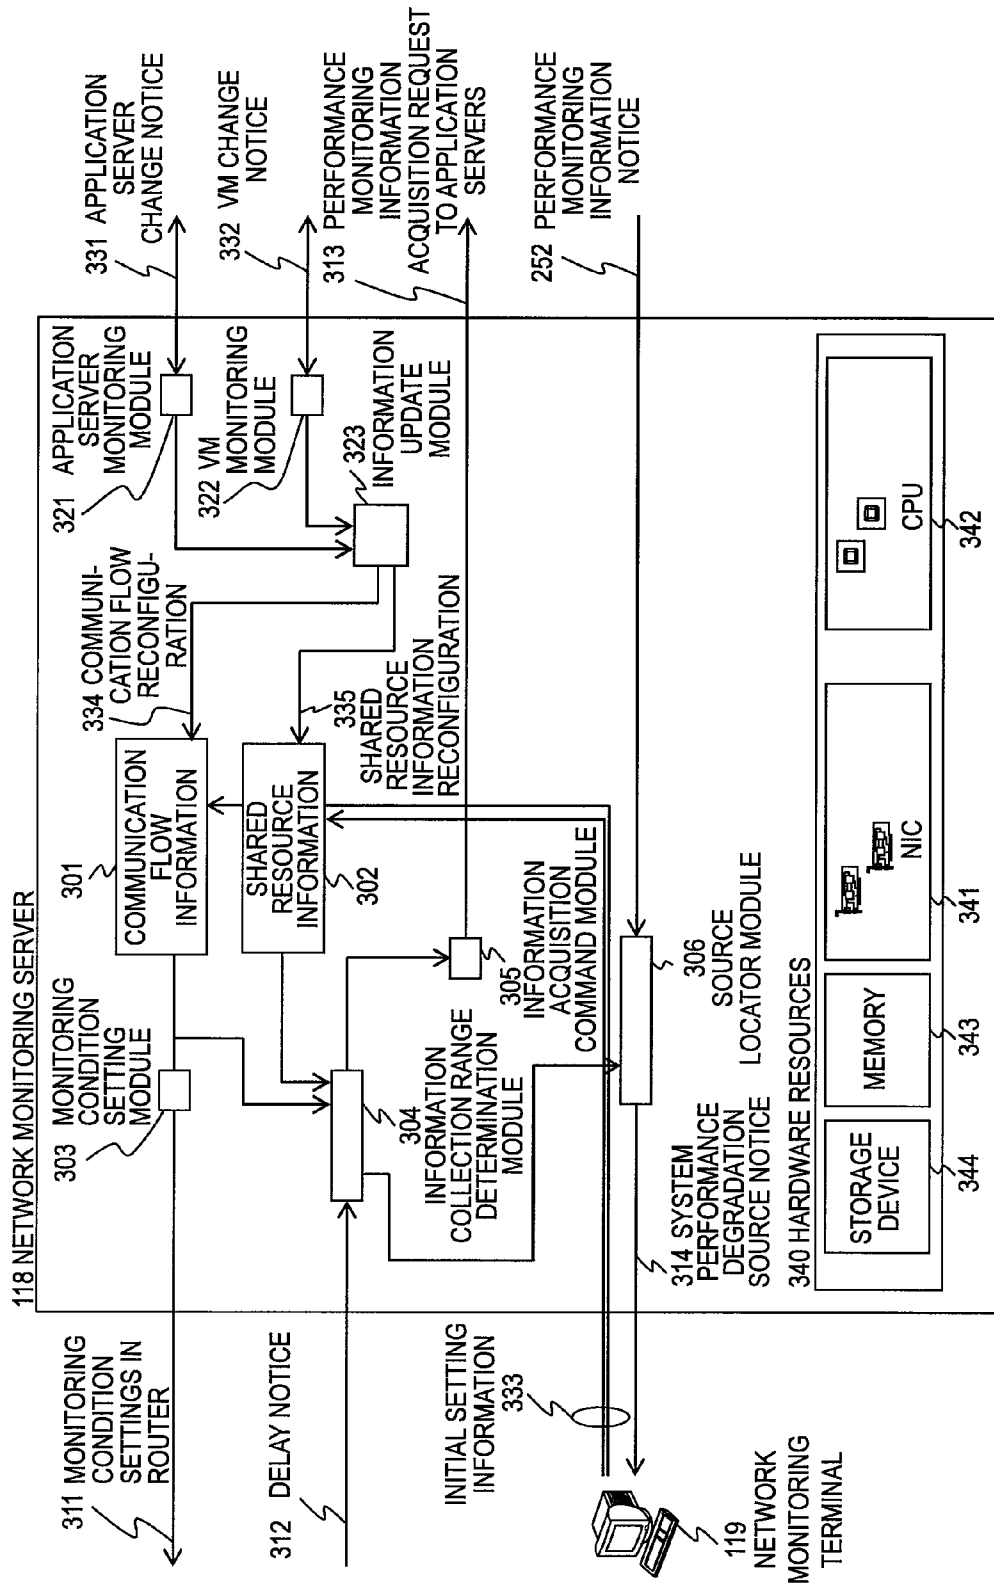 118 NETWORK MONITORING SERVER
311 MONITORING
CONDITION
SETTINGS IN
ROUTER
312 DELAY NOTICE
INITIAL SETTING
INFORMATION
333
119
NETWORK
MONITORING
TERMINAL
303
MONITORING
CONDITION
SETTING
MODULE
301
COMMUNICATION
FLOW
INFORMATION
SHARED
RESOURCE
INFORMATION
302
304
INFORMATION
COLLECTION RANGE
DETERMINATION
MODULE
305
INFORMATION
ACQUISITION
COMMAND MODULE
306
SOURCE
LOCATOR MODULE
314 SYSTEM
PERFORMANCE
DEGRADATION
SOURCE NOTICE
334 COMMUNI-
CATION FLOW
RECONFIGU-
RATION
335
SHARED
RESOURCE
INFORMATION
RECONFIGURATION
321 APPLICATION
SERVER
MONITORING
MODULE
322 VM
MONITORING
MODULE
323
INFORMATION
UPDATE
MODULE
331 APPLICATION
SERVER
CHANGE NOTICE
332 VM CHANGE
NOTICE
313 PERFORMANCE
MONITORING
INFORMATION
ACQUISITION REQUEST
TO APPLICATION
SERVERS
252 PERFORMANCE
MONITORING
INFORMATION
NOTICE
340 HARDWARE RESOURCES
STORAGE
DEVICE
344
MEMORY
343
NIC
341
CPU
342